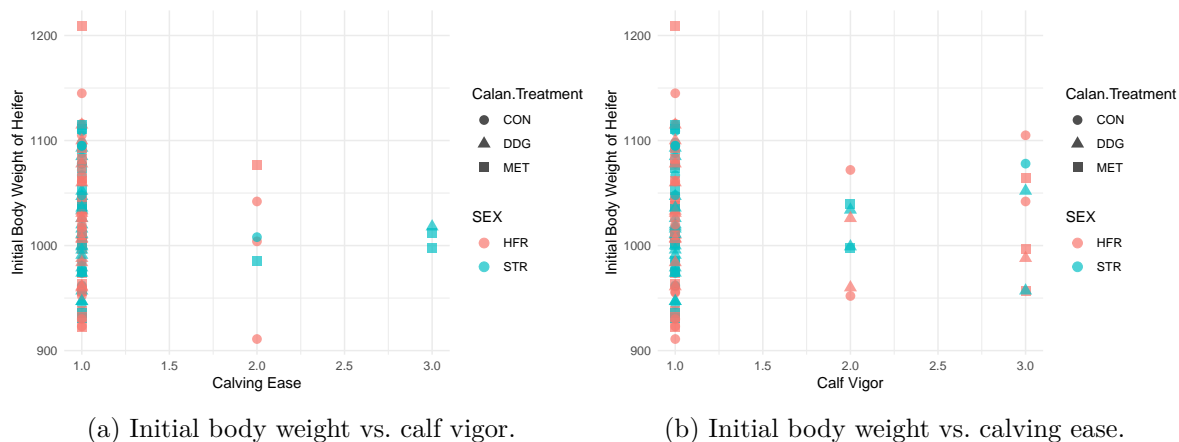 1200
1100
1000
900
Initial Body Weight of Heifer
1.0 1.5 2.0 2.5 3.0
Calving Ease
Calan.Treatment
CON
DDG
MET
SEX
HFR
STR
(a) Initial body weight vs. calf vigor.
1200
1100
1000
900
Initial Body Weight of Heifer
1.0 1.5 2.0 2.5 3.0
Calf Vigor
Calan.Treatment
CON
DDG
MET
SEX
HFR
STR
(b) Initial body weight vs. calving ease.